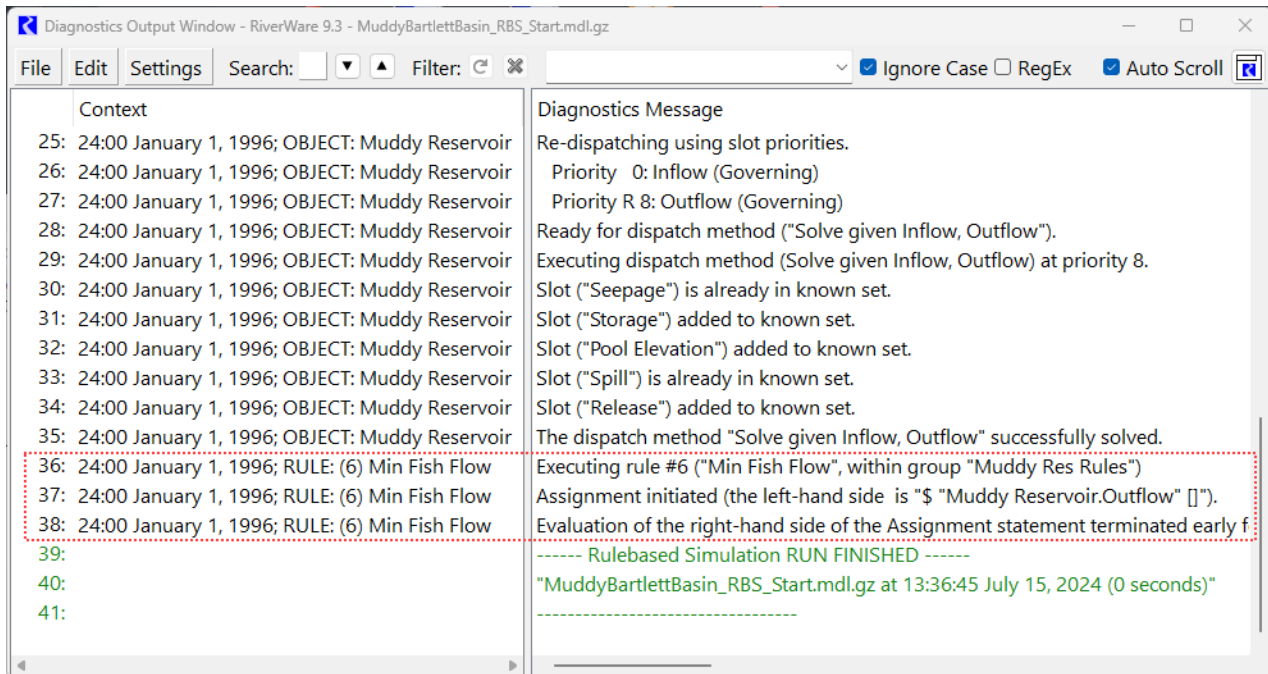 Diagnostics Output Window - RiverWare 9.3 - MuddyBartlettBasin_RBS_Start.mdl.gz
File Edit Settings Search: Filter: Ignore Case RegEx Auto Scroll
Context Diagnostics Message
25: 24:00 January 1, 1996; OBJECT: Muddy Reservoir Re-dispatching using slot priorities.
26: 24:00 January 1, 1996; OBJECT: Muddy Reservoir Priority 0: Inflow (Governing)
27: 24:00 January 1, 1996; OBJECT: Muddy Reservoir Priority R 8: Outflow (Governing)
28: 24:00 January 1, 1996; OBJECT: Muddy Reservoir Ready for dispatch method ("Solve given Inflow, Outflow").
29: 24:00 January 1, 1996; OBJECT: Muddy Reservoir Executing dispatch method (Solve given Inflow, Outflow) at priority 8.
30: 24:00 January 1, 1996; OBJECT: Muddy Reservoir Slot ("Seepage") is already in known set.
31: 24:00 January 1, 1996; OBJECT: Muddy Reservoir Slot ("Storage") added to known set.
32: 24:00 January 1, 1996; OBJECT: Muddy Reservoir Slot ("Pool Elevation") added to known set.
33: 24:00 January 1, 1996; OBJECT: Muddy Reservoir Slot ("Spill") is already in known set.
34: 24:00 January 1, 1996; OBJECT: Muddy Reservoir Slot ("Release") added to known set.
35: 24:00 January 1, 1996; OBJECT: Muddy Reservoir The dispatch method "Solve given Inflow, Outflow" successfully solved.
36: 24:00 January 1, 1996; RULE: (6) Min Fish Flow Executing rule #6 ("Min Fish Flow", within group "Muddy Res Rules")
37: 24:00 January 1, 1996; RULE: (6) Min Fish Flow Assignment initiated (the left-hand side is "$ "Muddy Reservoir.Outflow" []").
38: 24:00 January 1, 1996; RULE: (6) Min Fish Flow Evaluation of the right-hand side of the Assignment statement terminated early
39: ------ Rulebased Simulation RUN FINISHED ------
40: "MuddyBartlettBasin_RBS_Start.mdl.gz at 13:36:45 July 15, 2024 (0 seconds)"
41: ---------------------------------